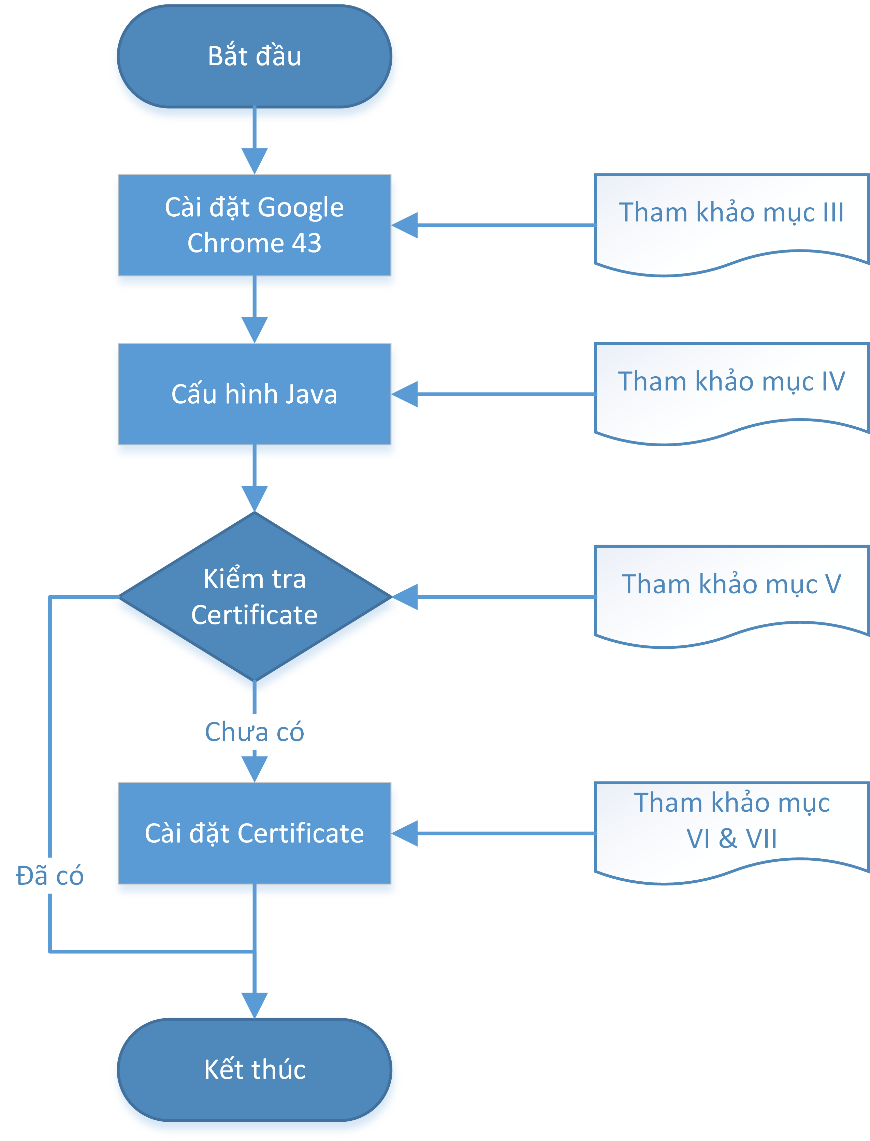 Bắt đầu
Cài đặt Google
Chrome 43
Tham khảo mục III
Cấu hình Java
Tham khảo mục IV
Kiểm tra
Certificate
Tham khảo mục V
Chưa có
Cài đặt Certificate
Tham khảo mục
VI & VII
Đã có
Kết thúc